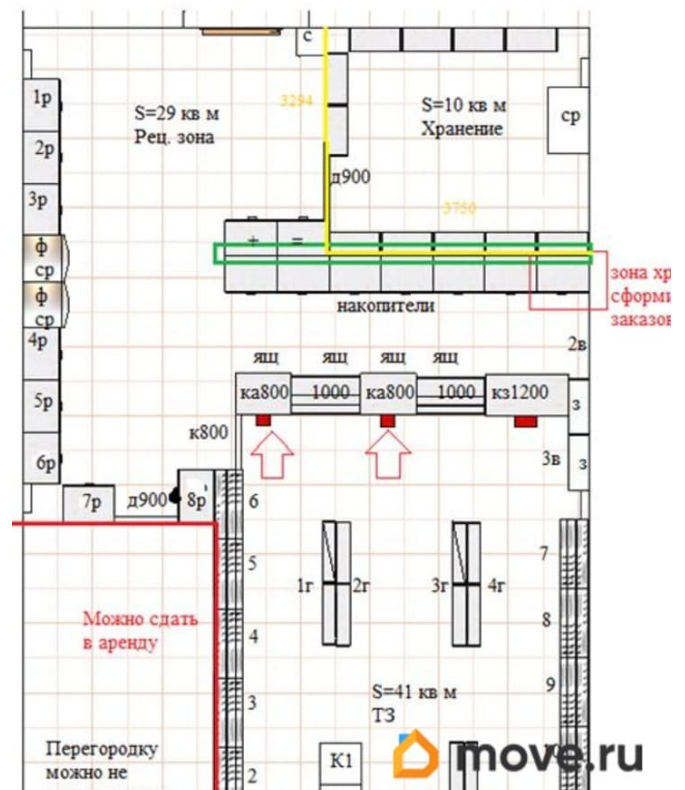 с
1р
S=29 кв м
Рец. зона
3294
S=10 кв м
Хранение
ср
2р
д900
3р
3750
ф
ср
+
=
ф
ср
накопители
зона хр
сформи
заказов
4р
2в
ящ ящ ящ ящ
5р
ка800 1000 ка800 1000 кз1200
з
к800
6р
3в
з
7р
д900
8р
6
5
7
1г 2г 3г 4г
Можно сдать
в аренду
4
8
3
9
S=41 кв м
ТЗ
Перегородку
можно не
2
К1
move.ru